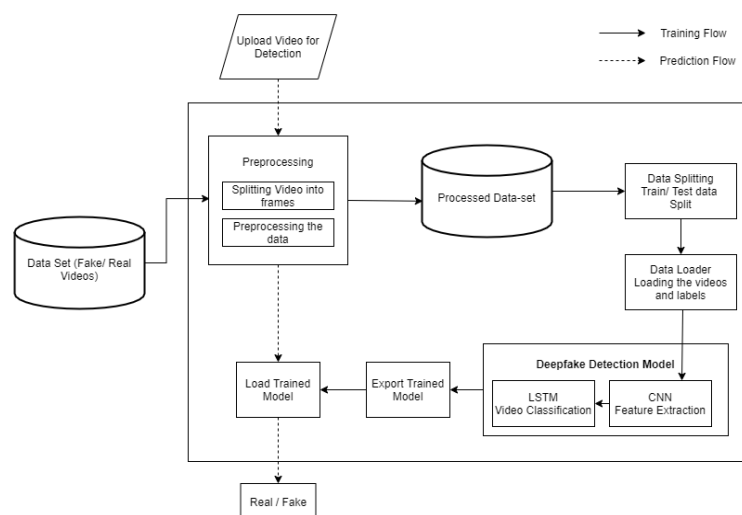 Upload Video for
Detection
Training Flow
Prediction Flow
Preprocessing
Splitting Video into
frames
Preprocessing the
data
Processed Data-set
Data Splitting
Train/ Test data
Split
Data Set (Fake/ Real
Videos)
Data Loader
Loading the videos
and labels
Deepfake Detection Model
Load Trained
Model
Export Trained
Model
LSTM
Video Classification
CNN
Feature Extraction
Real / Fake